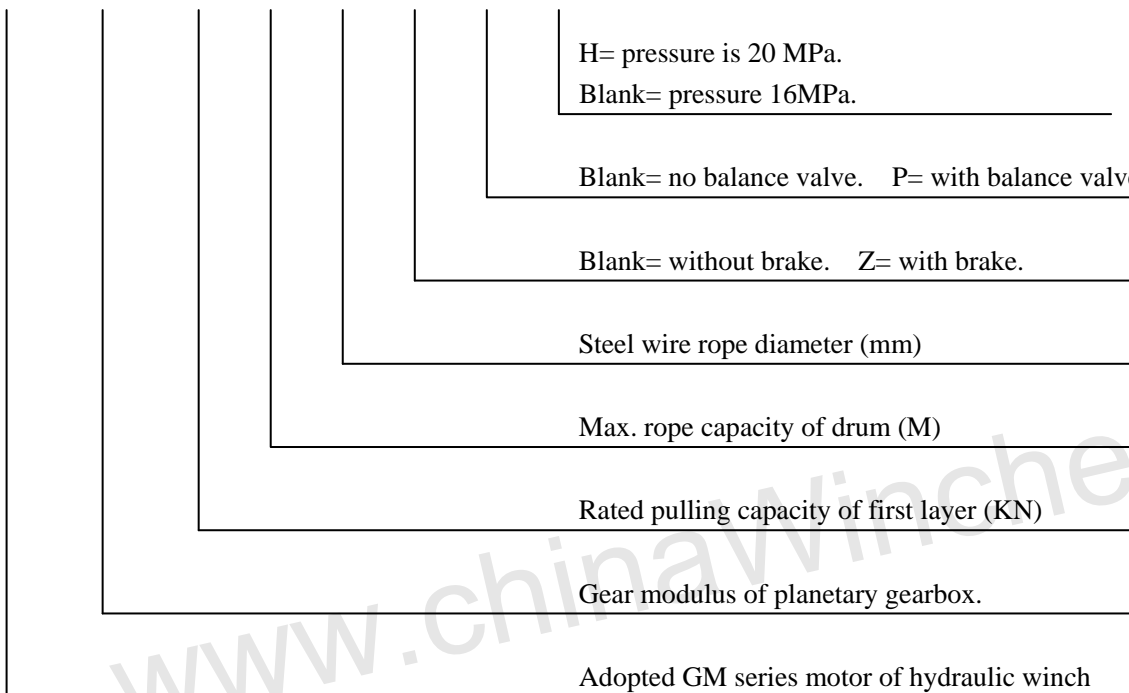 H= pressure is 20 MPa.
Blank= pressure 16MPa.
Blank= no balance valve. P= with balance valve
Blank= without brake. Z= with brake.
Steel wire rope diameter (mm)
Max. rope capacity of drum (M)
Rated pulling capacity of first layer (KN)
Gear modulus of planetary gearbox.
Adopted GM series motor of hydraulic winch
www.chinaWinche